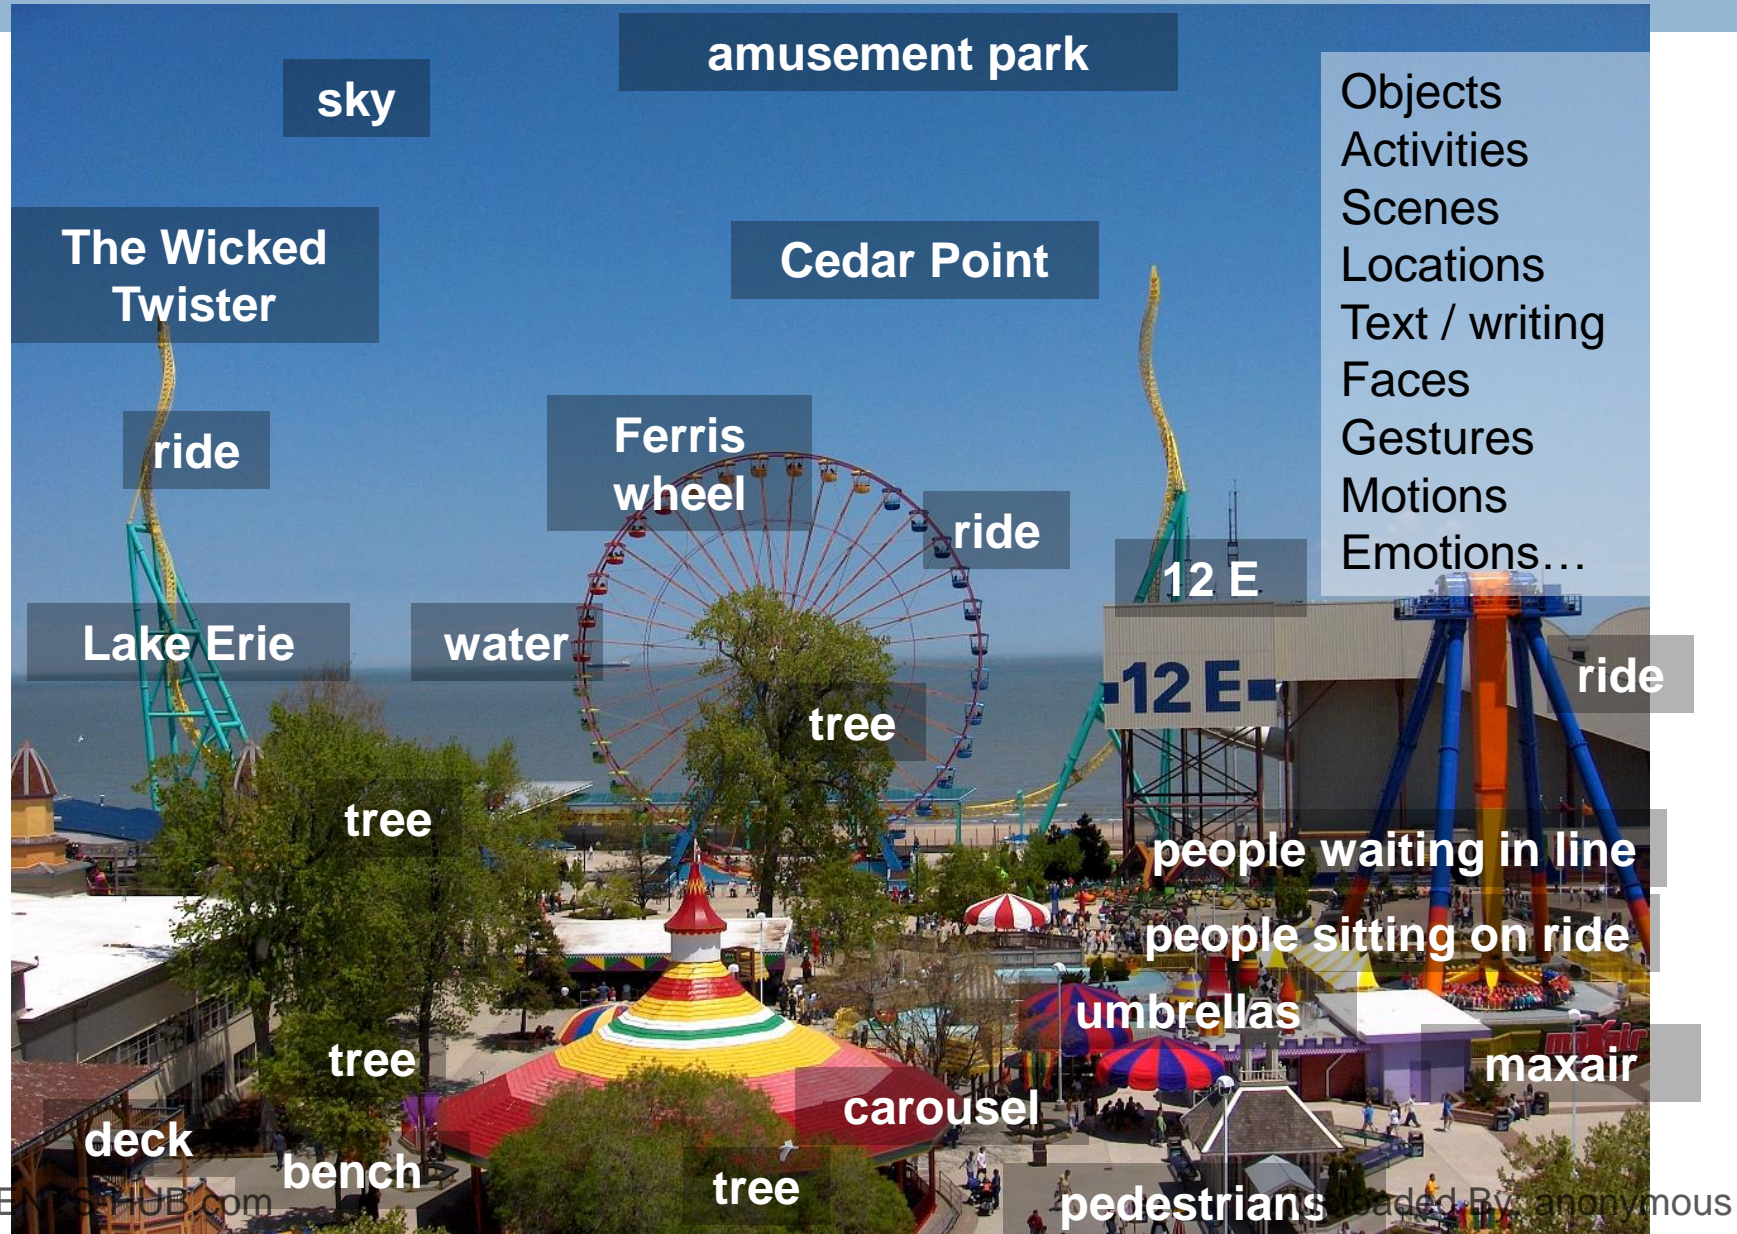 amusement park
sky
Objects
Activities
Scenes
Locations
Text / writing
Faces
Gestures
Motions
Emotions…
The Wicked
Twister
Cedar Point
ride
Ferris
wheel
ride
12 E
Lake Erie
water
ride
12 E
tree
tree
people waiting in line
people sitting on ride
umbrellas
maxair
maxair
tree
carousel
deck
bench
tree
pedestrians